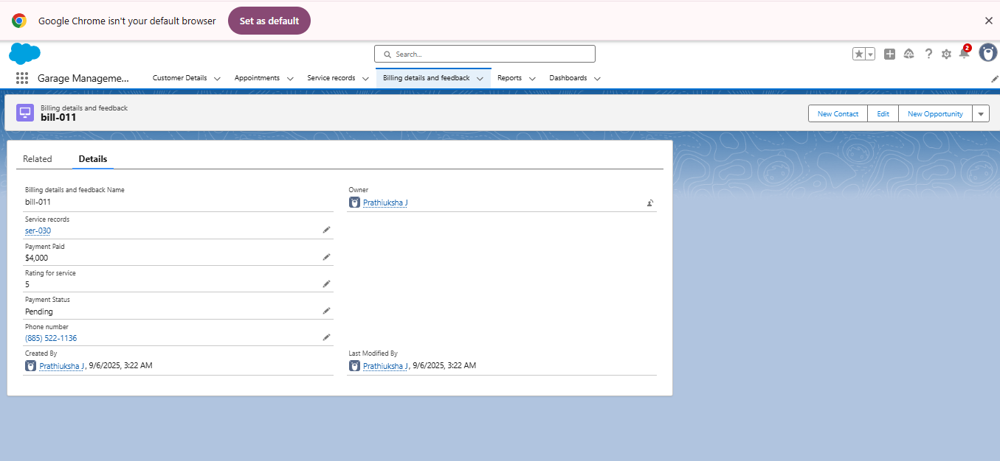 Google Chrome isn't your default browser
Set as default
Search...
2
Garage Manageme...
Customer Details
Appointments
Service records
Billing details and feedback
Reports
Dashboards
Billing details and feedback
bill-011
New Contact
Edit
New Opportunity
Related
Details
Billing details and feedback Name
bill-011
Owner
Prathiuksha J
Service records
ser-030
Payment Paid
$4,000
Rating for service
5
Payment Status
Pending
Phone number
(885) 522-1136
Created By
Prathiuksha J, 9/6/2025, 3:22 AM
Last Modified By
Prathiuksha J, 9/6/2025, 3:22 AM